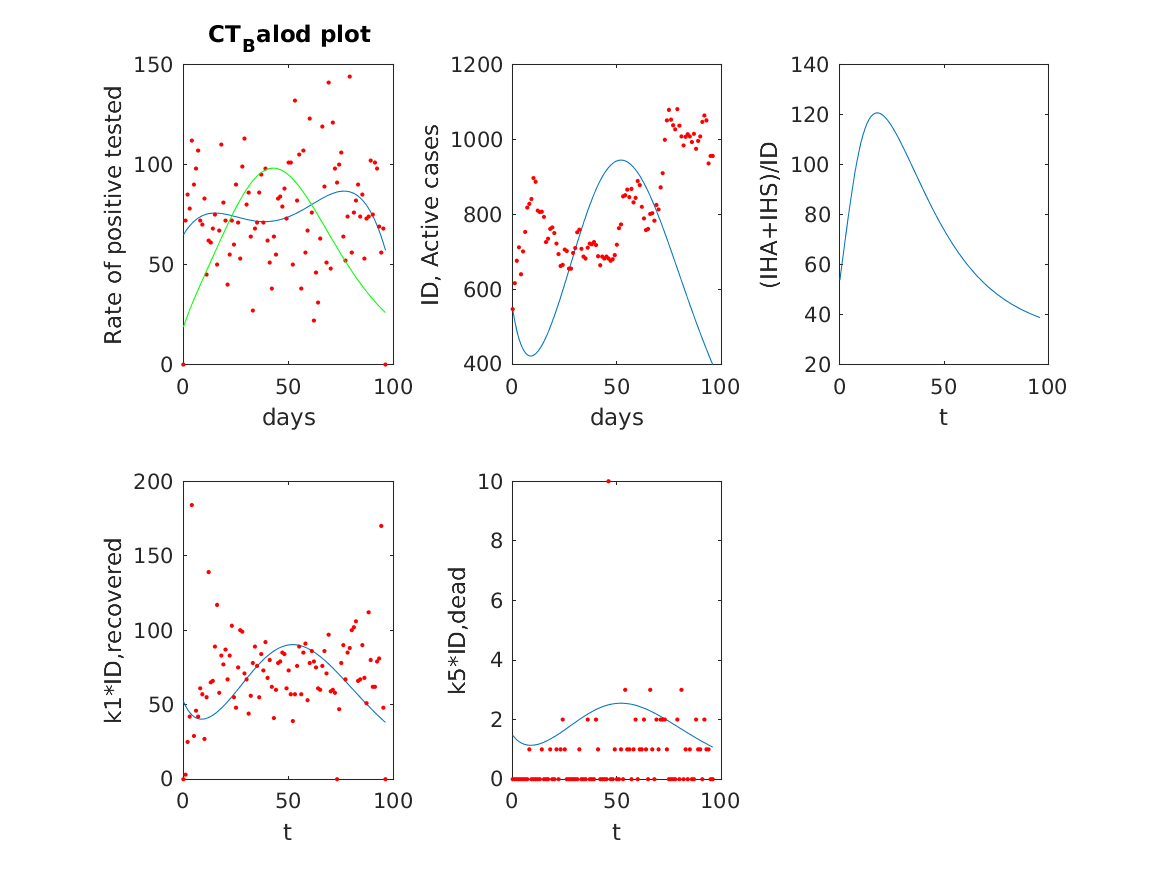 CT_Balod plot
150
100
50
0
Rate of positive tested
0 50 100
days
1200
1000
800
600
400
ID, Active cases
0 50 100
days
140
120
100
80
60
40
20
(IHA+IHS)/ID
0 50 100
t
200
150
100
50
0
k1*ID,recovered
0 50 100
t
10
8
6
4
2
0
k5*ID,dead
0 50 100
t